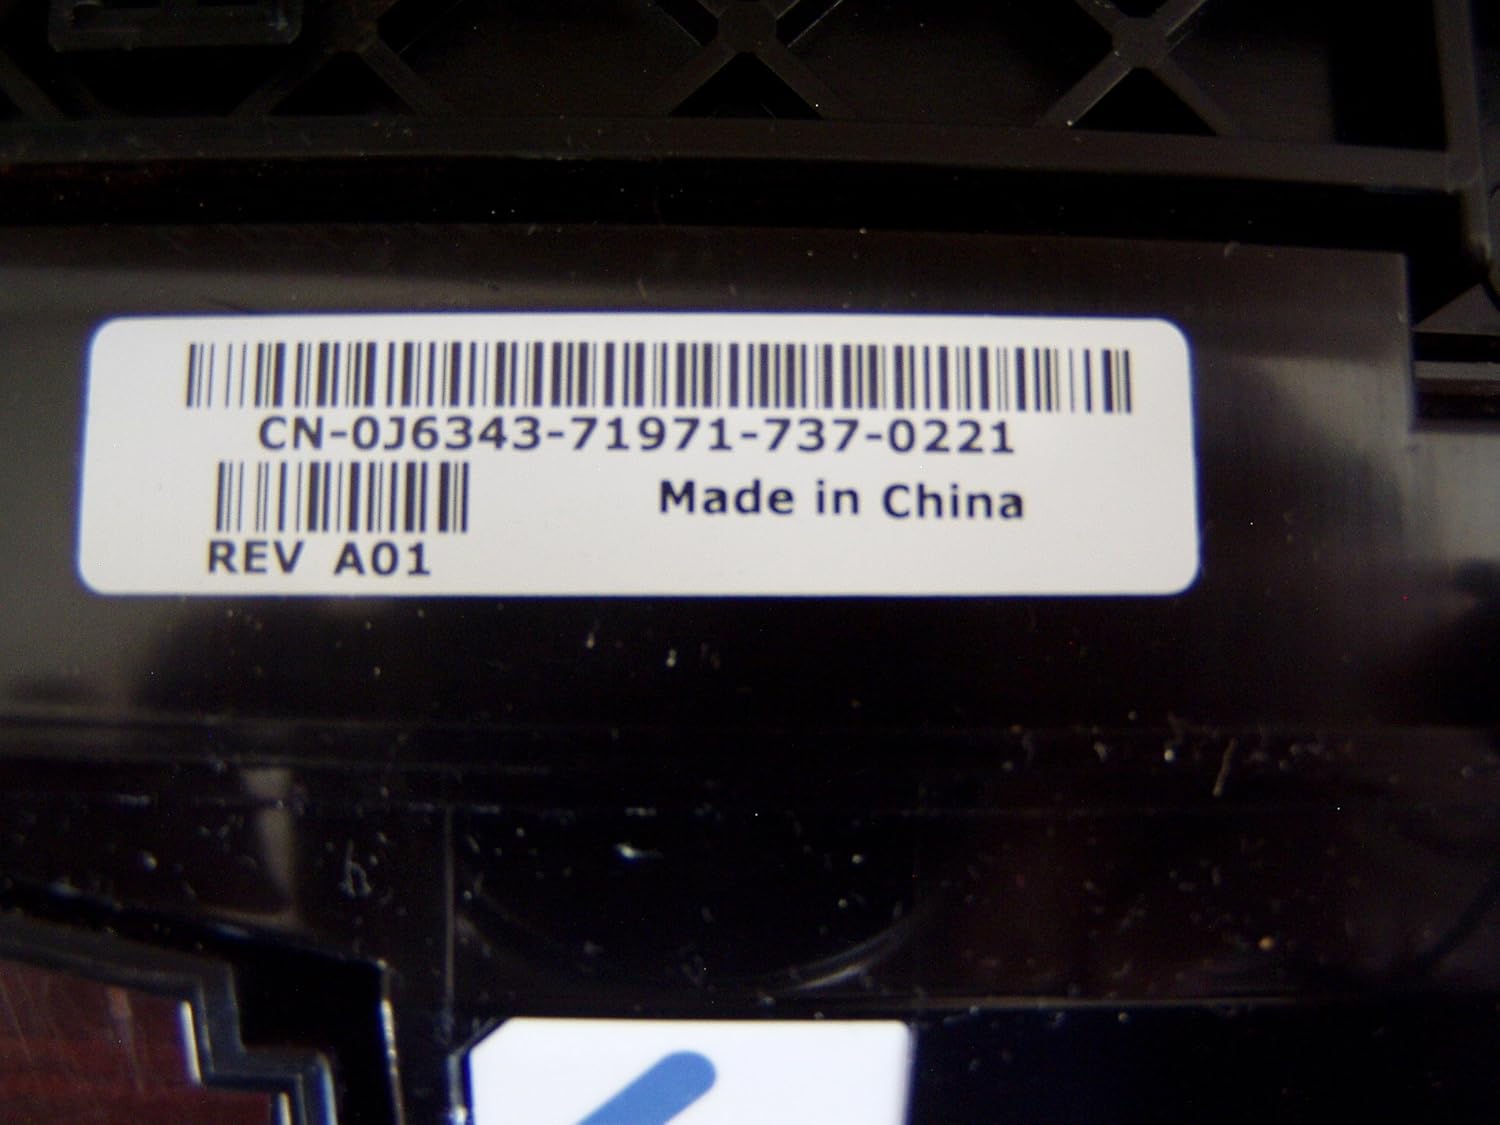 CN-0J6343-71971-737-0221
Made in China
REV A01